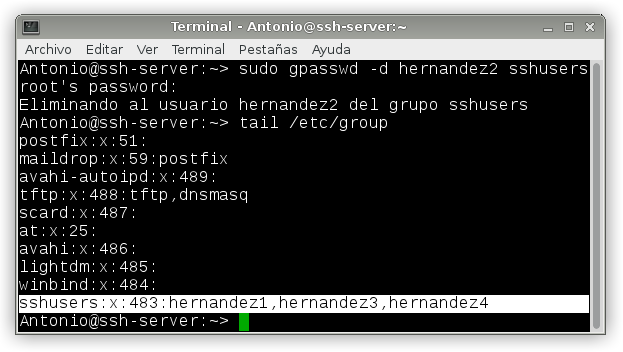 Terminal - Antonio@ssh-server:~
Archivo Editar Ver Terminal Pestañas Ayuda
Antonio@ssh-server:~> sudo gpasswd -d hernandez2 sshusers
root's password:
Eliminando al usuario hernandez2 del grupo sshusers
Antonio@ssh-server:~> tail /etc/group
postfix:x:51:
maildrop:x:59:postfix
avahi-autoipd:x:489:
tftp:x:488:tftp,dnsmasq
scard:x:487:
at:x:25:
avahi:x:486:
lightdm:x:485:
winbind:x:484:
sshusers:x:483:hernandez1,hernandez3,hernandez4
Antonio@ssh-server:~>